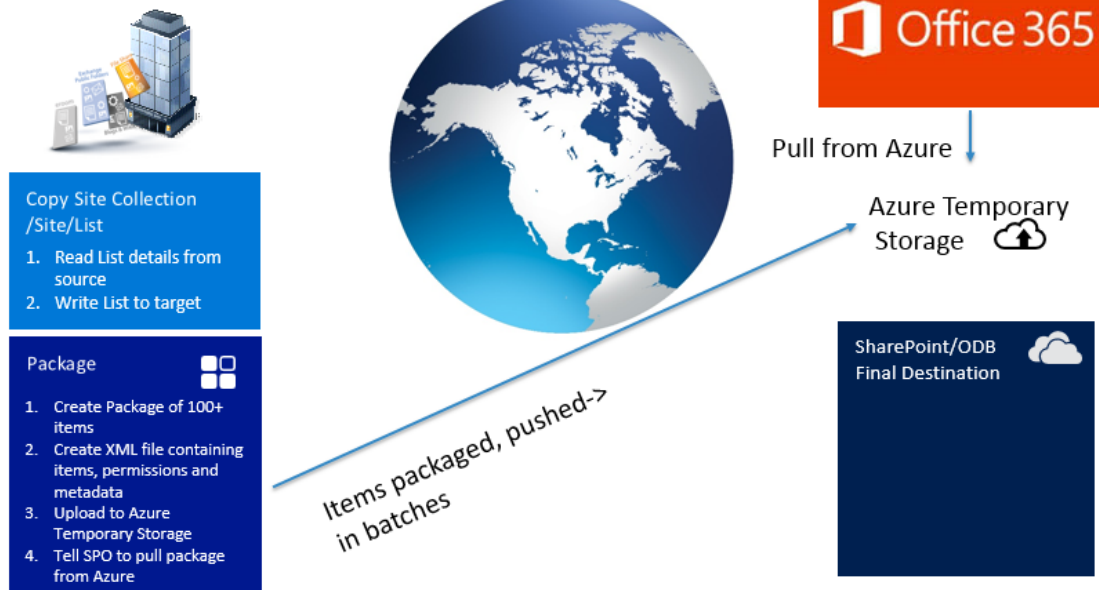 Exchange
Public Folders
Office 365
Pull from Azure
Copy Site Collection
/Site/List
1. Read List details from
source
2. Write List to target
Azure Temporary
Storage
Package
1. Create Package of 100+
items
2. Create XML file containing
items, permissions and
metadata
3. Upload to Azure
Temporary Storage
4. Tell SPO to pull package
from Azure
Items packaged, pushed->
in batches
SharePoint/ODB
Final Destination